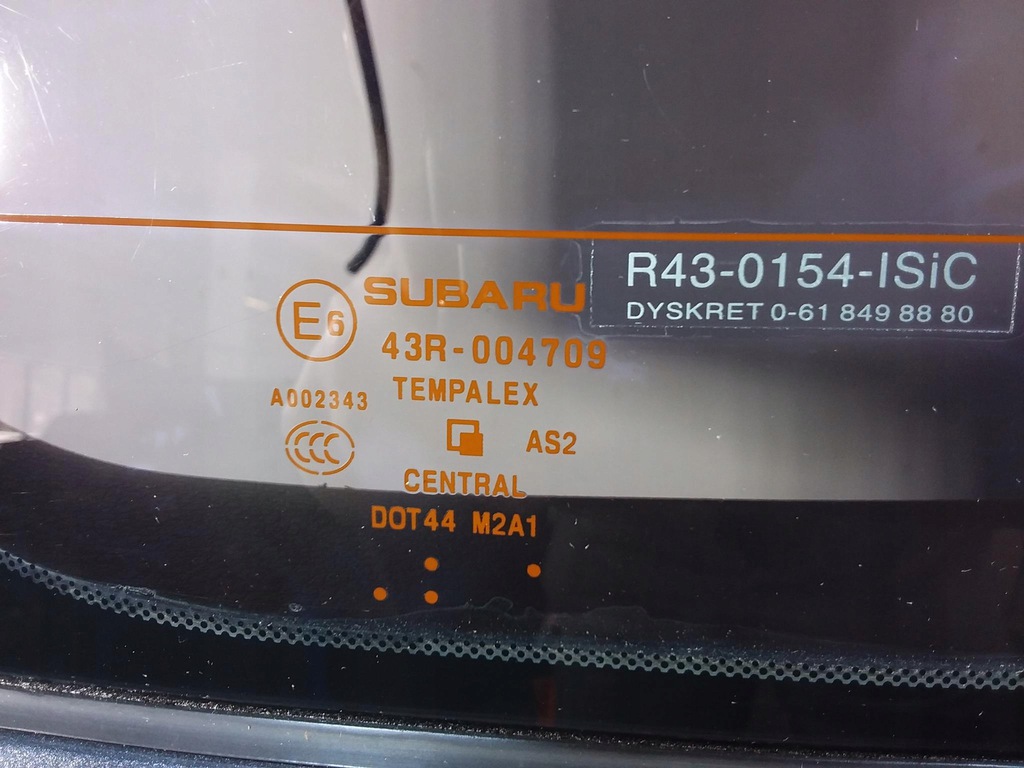 R43-0154-ISiC
DYSKRET 0-61 849 88 80
SUBARU
E6
43R-004709
TEMPALEX
A002343
CCC
AS2
CENTRAL
DOT44 M2A1